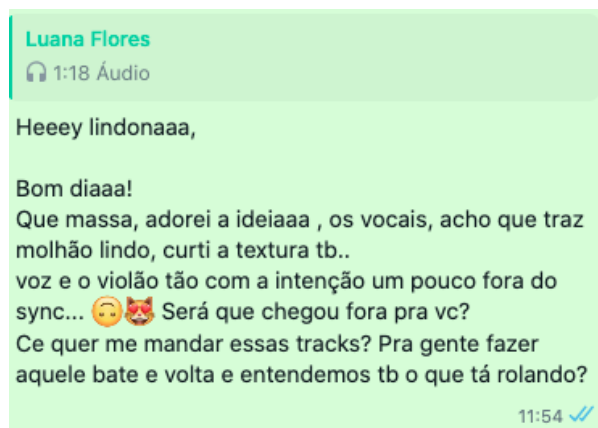 Luana Flores
1:18 Áudio
Heeey lindonaaa,
Bom diaaa!
Que massa, adorei a ideiaaa , os vocais, acho que traz
molhão lindo, curti a textura tb..
voz e o violão tão com a intenção um pouco fora do
sync... 🙃😻 Será que chegou fora pra vc?
Ce quer me mandar essas tracks? Pra gente fazer
aquele bate e volta e entendemos tb o que tá rolando?
11:54